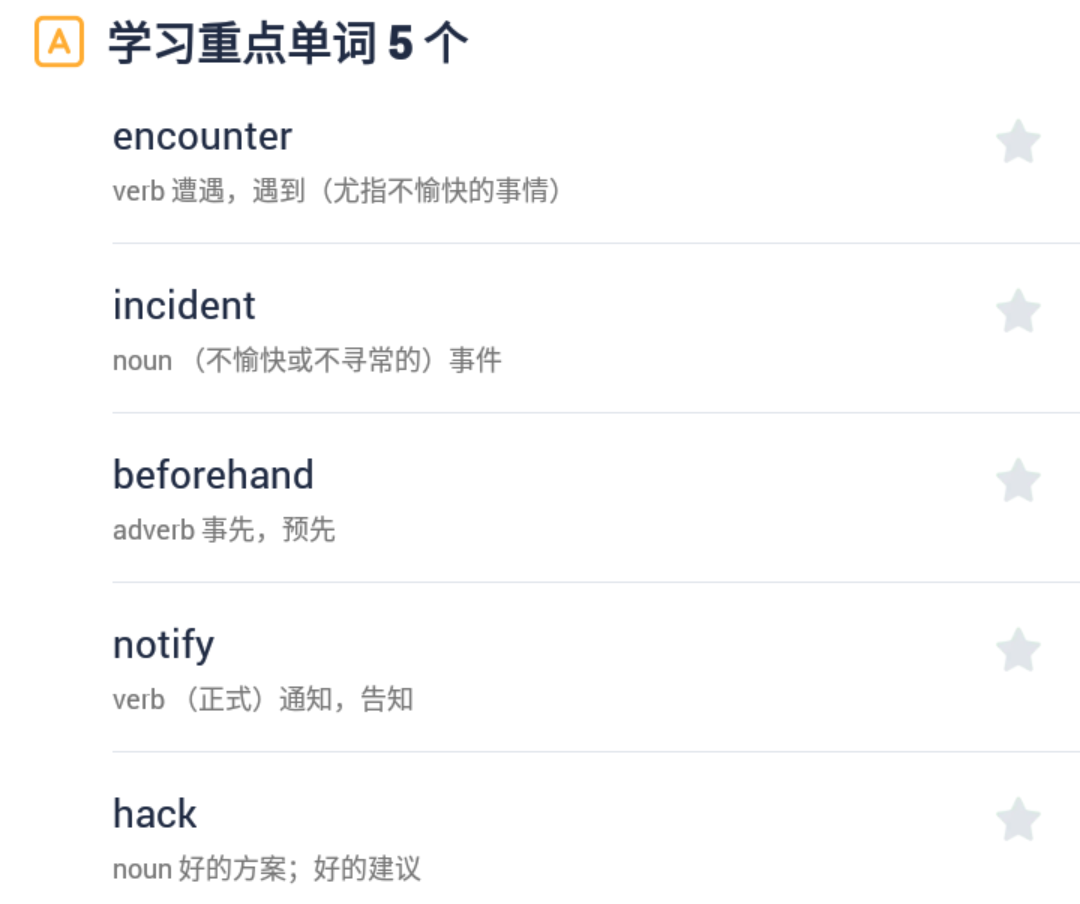 A 学习重点单词 5 个
encounter
verb 遭遇，遇到（尤指不愉快的事情）
incident
noun （不愉快或不寻常的）事件
beforehand
adverb 事先，预先
notify
verb （正式）通知，告知
hack
noun 好的方案；好的建议